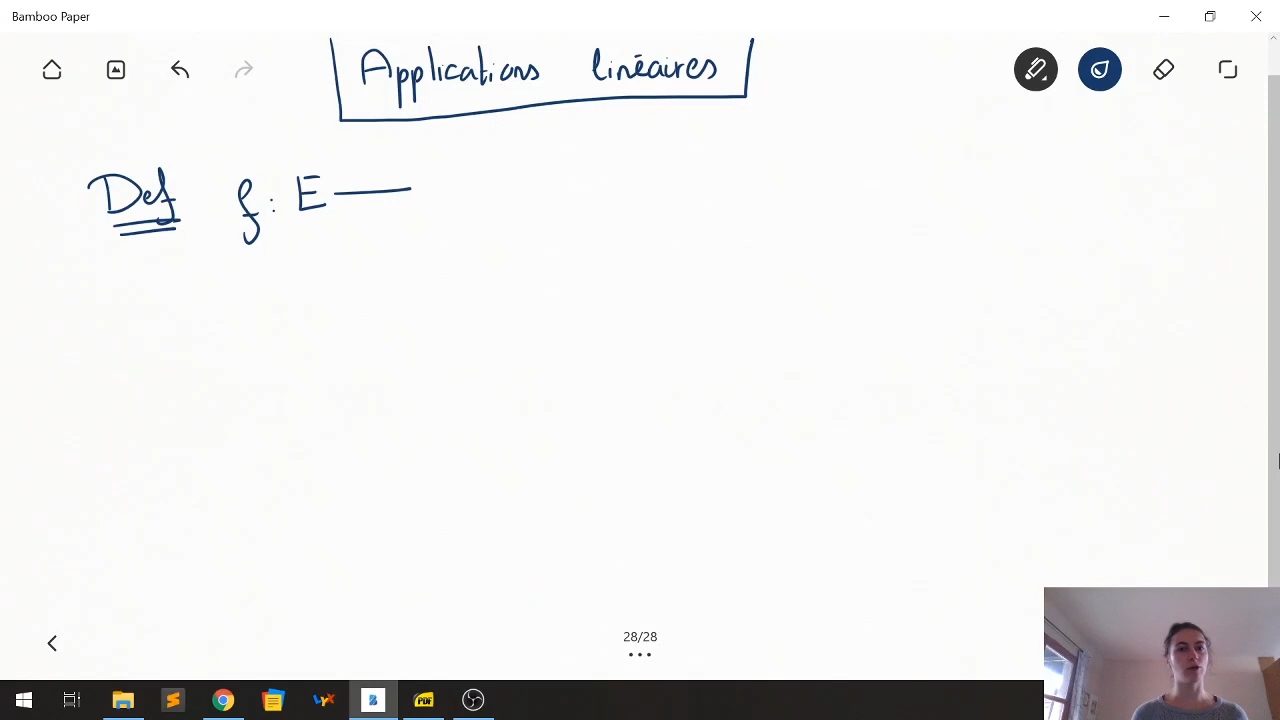 Bamboo Paper
Applications linéaires
Def f: E —
28/28